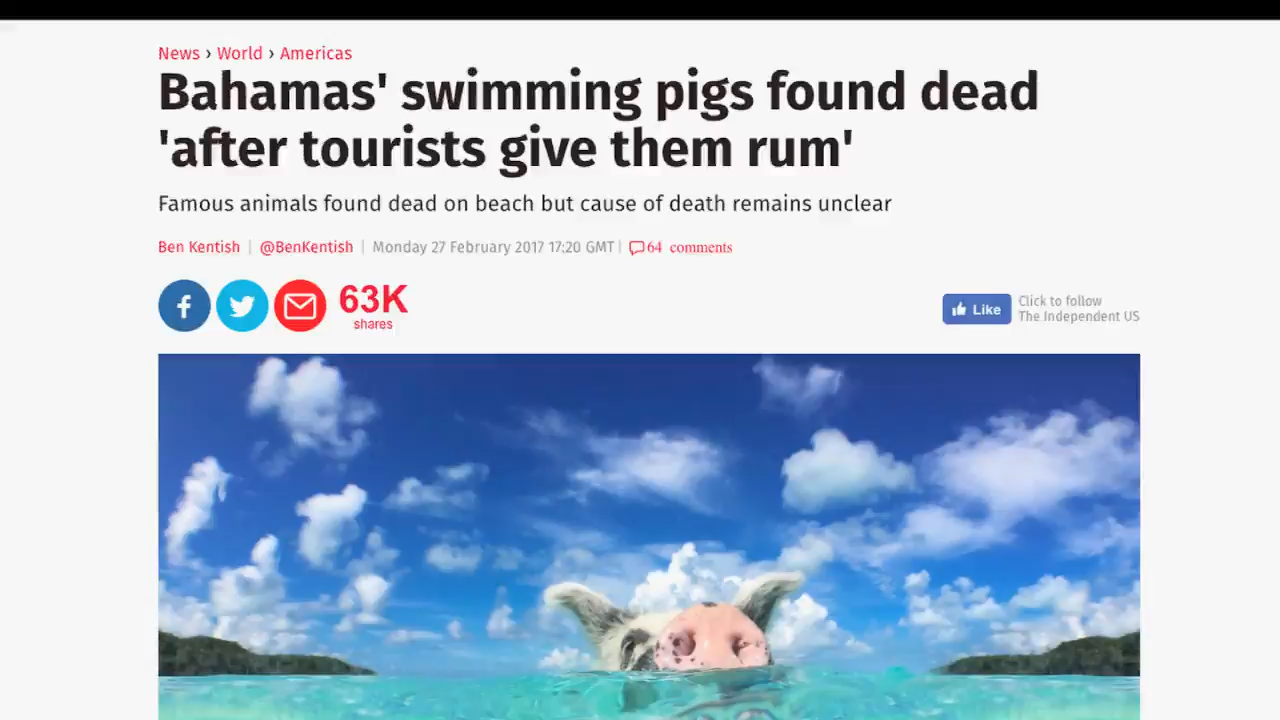 News › World › Americas
Bahamas' swimming pigs found dead
'after tourists give them rum'
Famous animals found dead on beach but cause of death remains unclear
Ben Kentish | @BenKentish | Monday 27 February 2017 17:20 GMT | 64 comments
63K
shares
Like
Click to follow
The Independent US